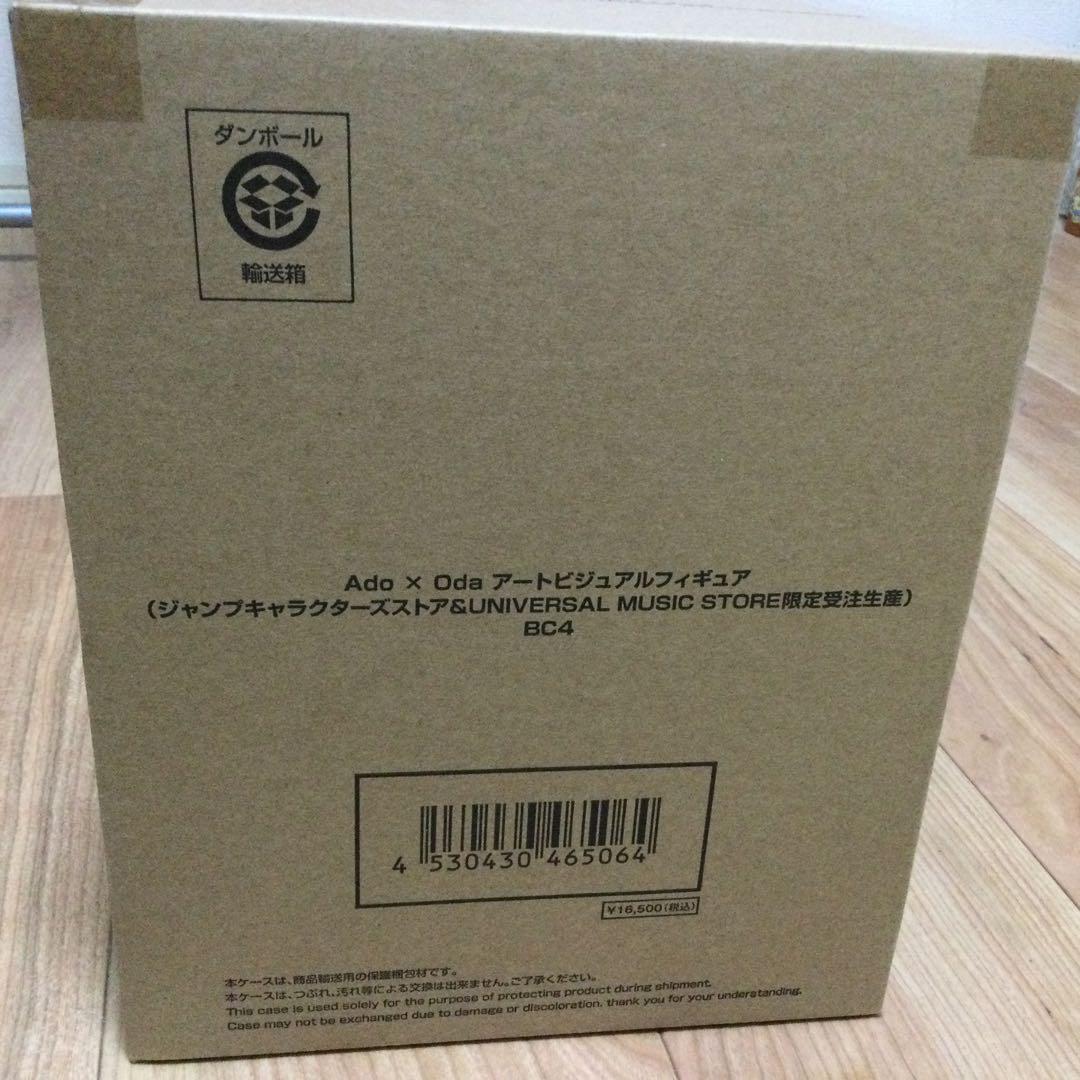 ダンボール
輸送箱
Ado × Oda アートビジュアルフィギュア
（ジャンプキャラクターズストア&UNIVERSAL MUSIC STORE限定受注生産）
BC4
4 530430 465064
¥16,500(税込)
本ケースは、商品輸送用の保護梱包材です。
本ケースは、つぶれ、汚れ等による交換は出来ません。ご了承ください。
This case is used solely for the purpose of protecting product during shipment.
Case may not be exchanged due to damage or discoloration, thank you for your understanding.